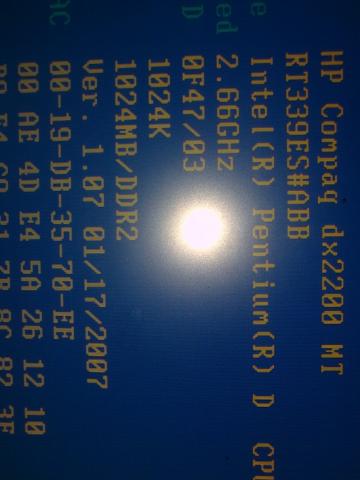 HP Compaq dx2200 MT
RT339ES#ABB
Intel(R) Pentium(R) D CPU
2.66GHz
0F47/03
1024K
1024MB/DDR2
Ver. 1.07 01/17/2007
00-19-DB-35-70-EE
00 AE 4D E4 5A 26 12 10